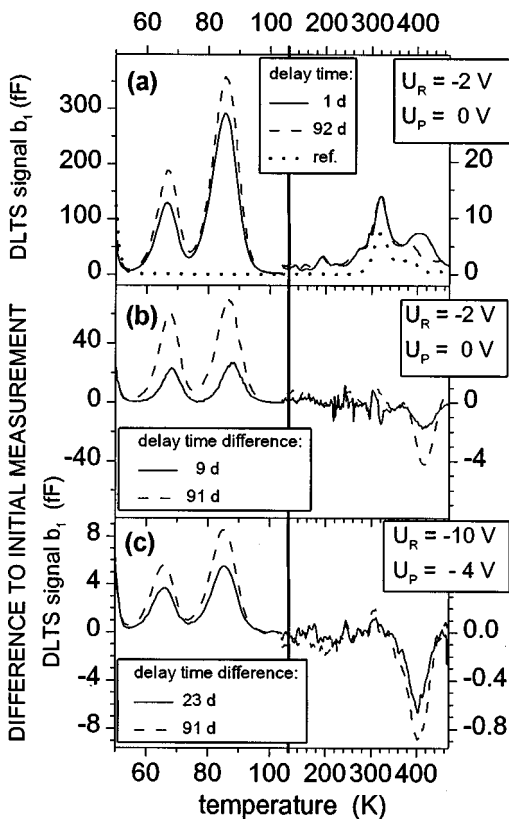 60 80 200 300 400
(a)
delay time:
1 d
92 d
ref.
U_R = -2 V
U_P = 0 V
DLTS signal b₁ (fF)
300
200
100
0
20
10
0
(b)
U_R = -2 V
U_P = 0 V
40
0
-40
0
-4
delay time difference:
9 d
91 d
DIFFERENCE TO INITIAL MEASUREMENT
DLTS signal b₁ (fF)
(c)
U_R = -10 V
U_P = -4 V
8
4
0
-4
-8
0.0
-0.4
-0.8
delay time difference:
23 d
91 d
60 80 100 200 300 400
temperature (K)